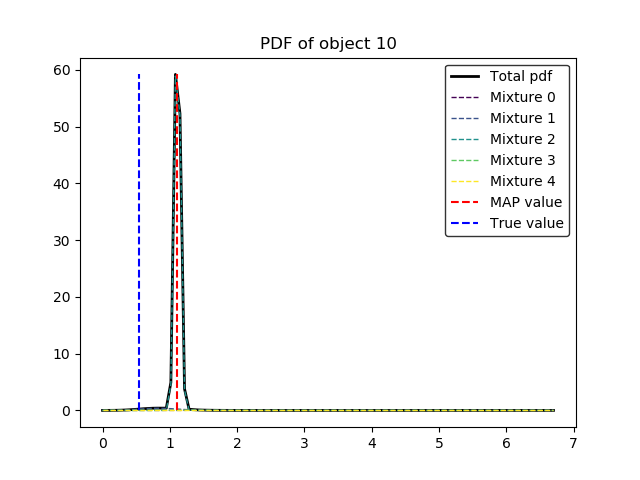 PDF of object 10
60
50
40
30
20
10
0
0 1 2 3 4 5 6 7
Total pdf
Mixture 0
Mixture 1
Mixture 2
Mixture 3
Mixture 4
MAP value
True value